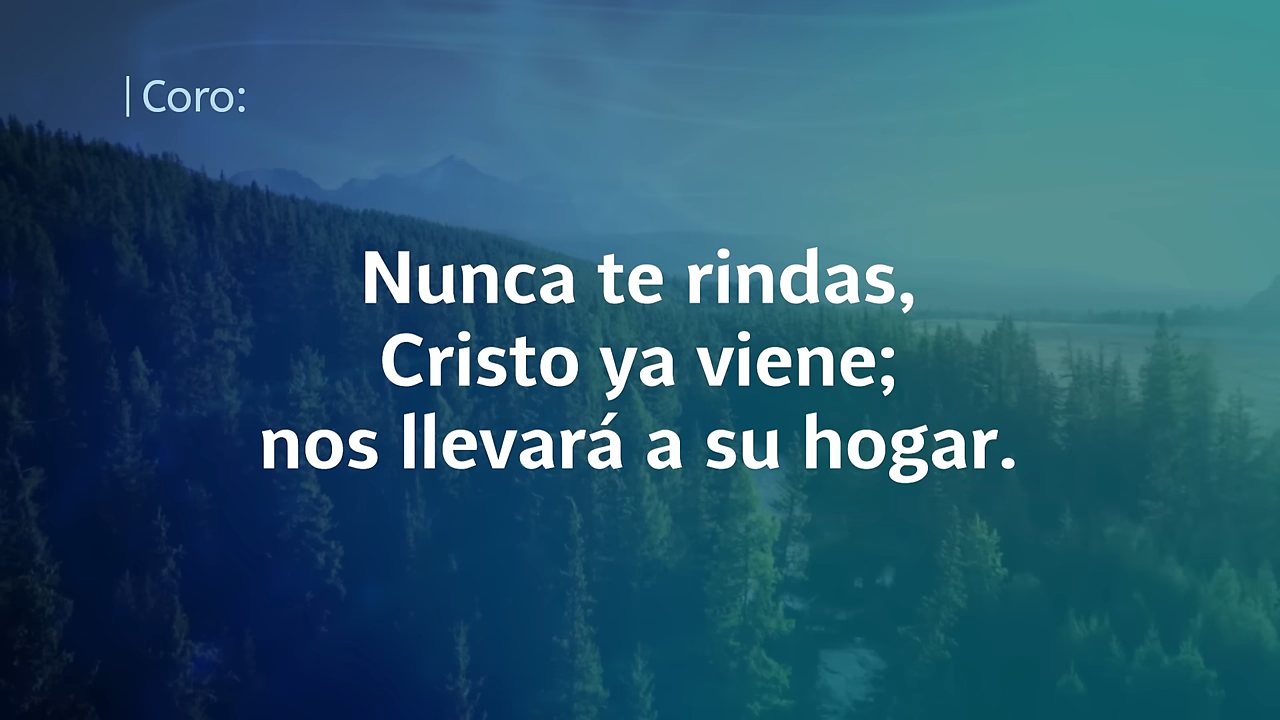 Coro:
Nunca te rindas,
Cristo ya viene;
nos llevará a su hogar.